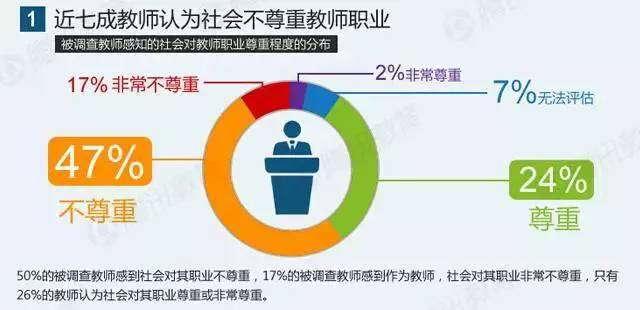 1 近七成教师认为社会不尊重教师职业
被调查教师感知的社会对教师职业尊重程度的分布
17% 非常不尊重
2%非常尊重
7%无法评估
47%
不尊重
24%
尊重
50%的被调查教师感到社会对其职业不尊重，17%的被调查教师感到作为教师，社会对其职业非常不尊重，只有
26%的教师认为社会对其职业尊重或非常尊重。